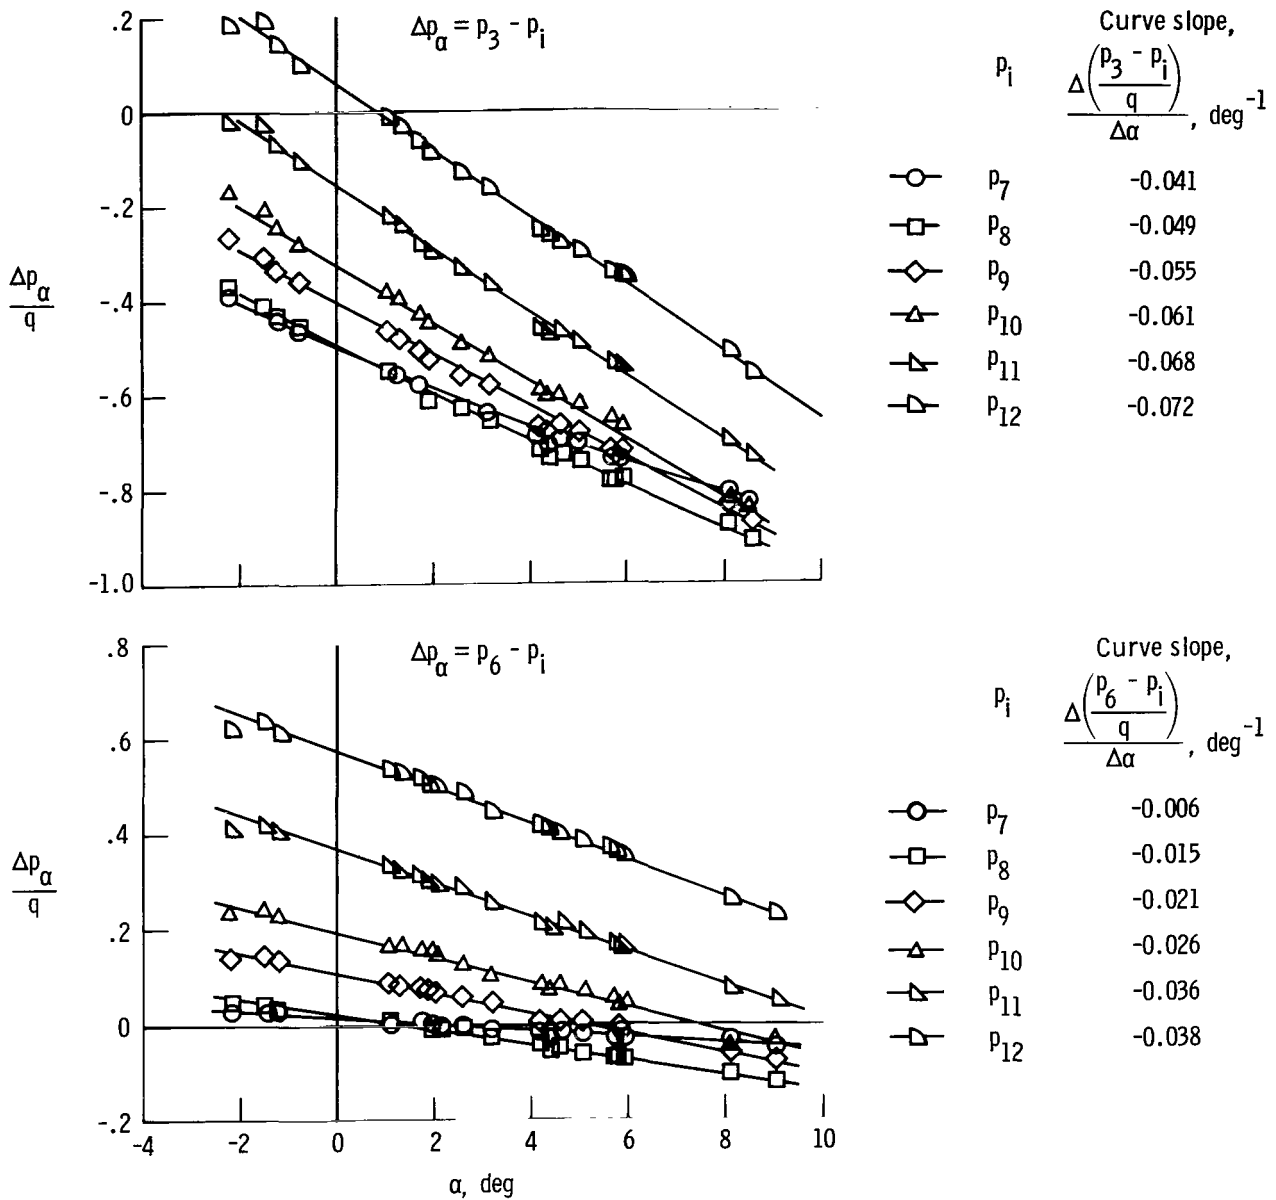 Δp_α = p_3 - p_i
Δp_α
q
.2
0
-.2
-.4
-.6
-.8
-1.0
p_i
Curve slope,
Δ(p_3 - p_i / q) / Δα , deg^-1
p_7 -0.041
p_8 -0.049
p_9 -0.055
p_10 -0.061
p_11 -0.068
p_12 -0.072
Δp_α = p_6 - p_i
Δp_α
q
.8
.6
.4
.2
0
-.2
-4 -2 0 2 4 6 8 10
α, deg
p_i
Curve slope,
Δ(p_6 - p_i / q) / Δα , deg^-1
p_7 -0.006
p_8 -0.015
p_9 -0.021
p_10 -0.026
p_11 -0.036
p_12 -0.038